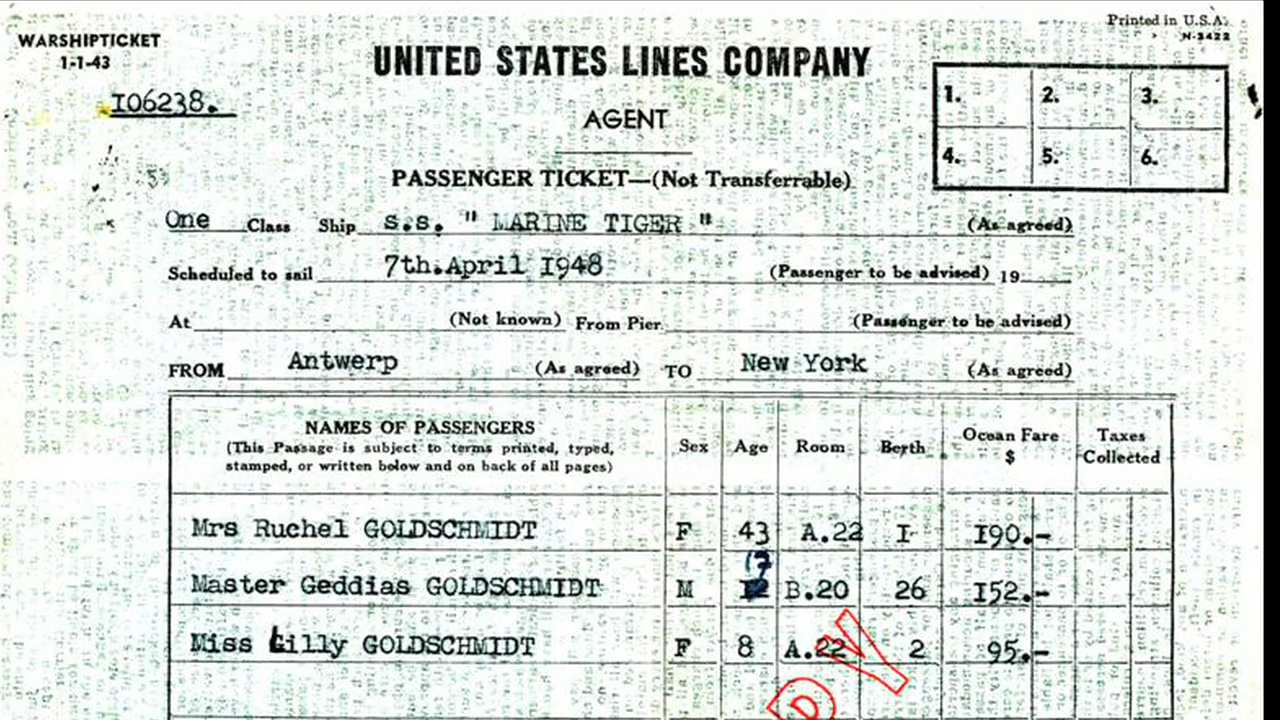 Printed in U.S.A.
N-3422
WARSHIPTICKET
1-1-43
I06238.
UNITED STATES LINES COMPANY
AGENT
1. 2. 3.
4. 5. 6.
PASSENGER TICKET—(Not Transferrable)
One Class Ship s.s. " MARINE TIGER " (As agreed)
Scheduled to sail 7th.April I948 (Passenger to be advised) 19
At (Not known) From Pier (Passenger to be advised)
FROM Antwerp (As agreed) TO New York (As agreed)
NAMES OF PASSENGERS
(This Passage is subject to terms printed, typed,
stamped, or written below and on back of all pages)
Sex Age Room Berth Ocean Fare $ Taxes Collected
Mrs Ruchel GOLDSCHMIDT F 43 A.22 I I90.-
Master Geddias GOLDSCHMIDT M B.20 26 I52.-
Miss Lilly GOLDSCHMIDT F 8 A.22 2 95.-